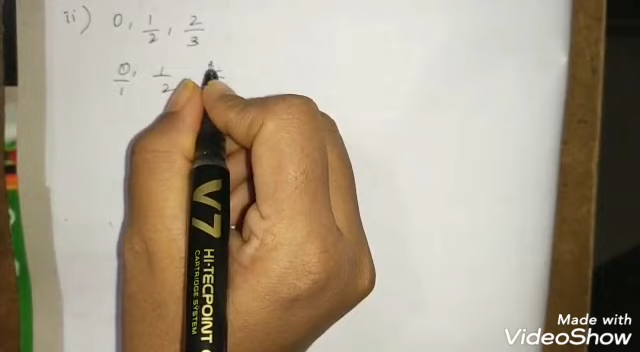 ii) 0, 1/2, 2/3
0/1, 1/2
V7
HI-TECPOINT
CARTRIDGE SYSTEM
Made with
VideoShow